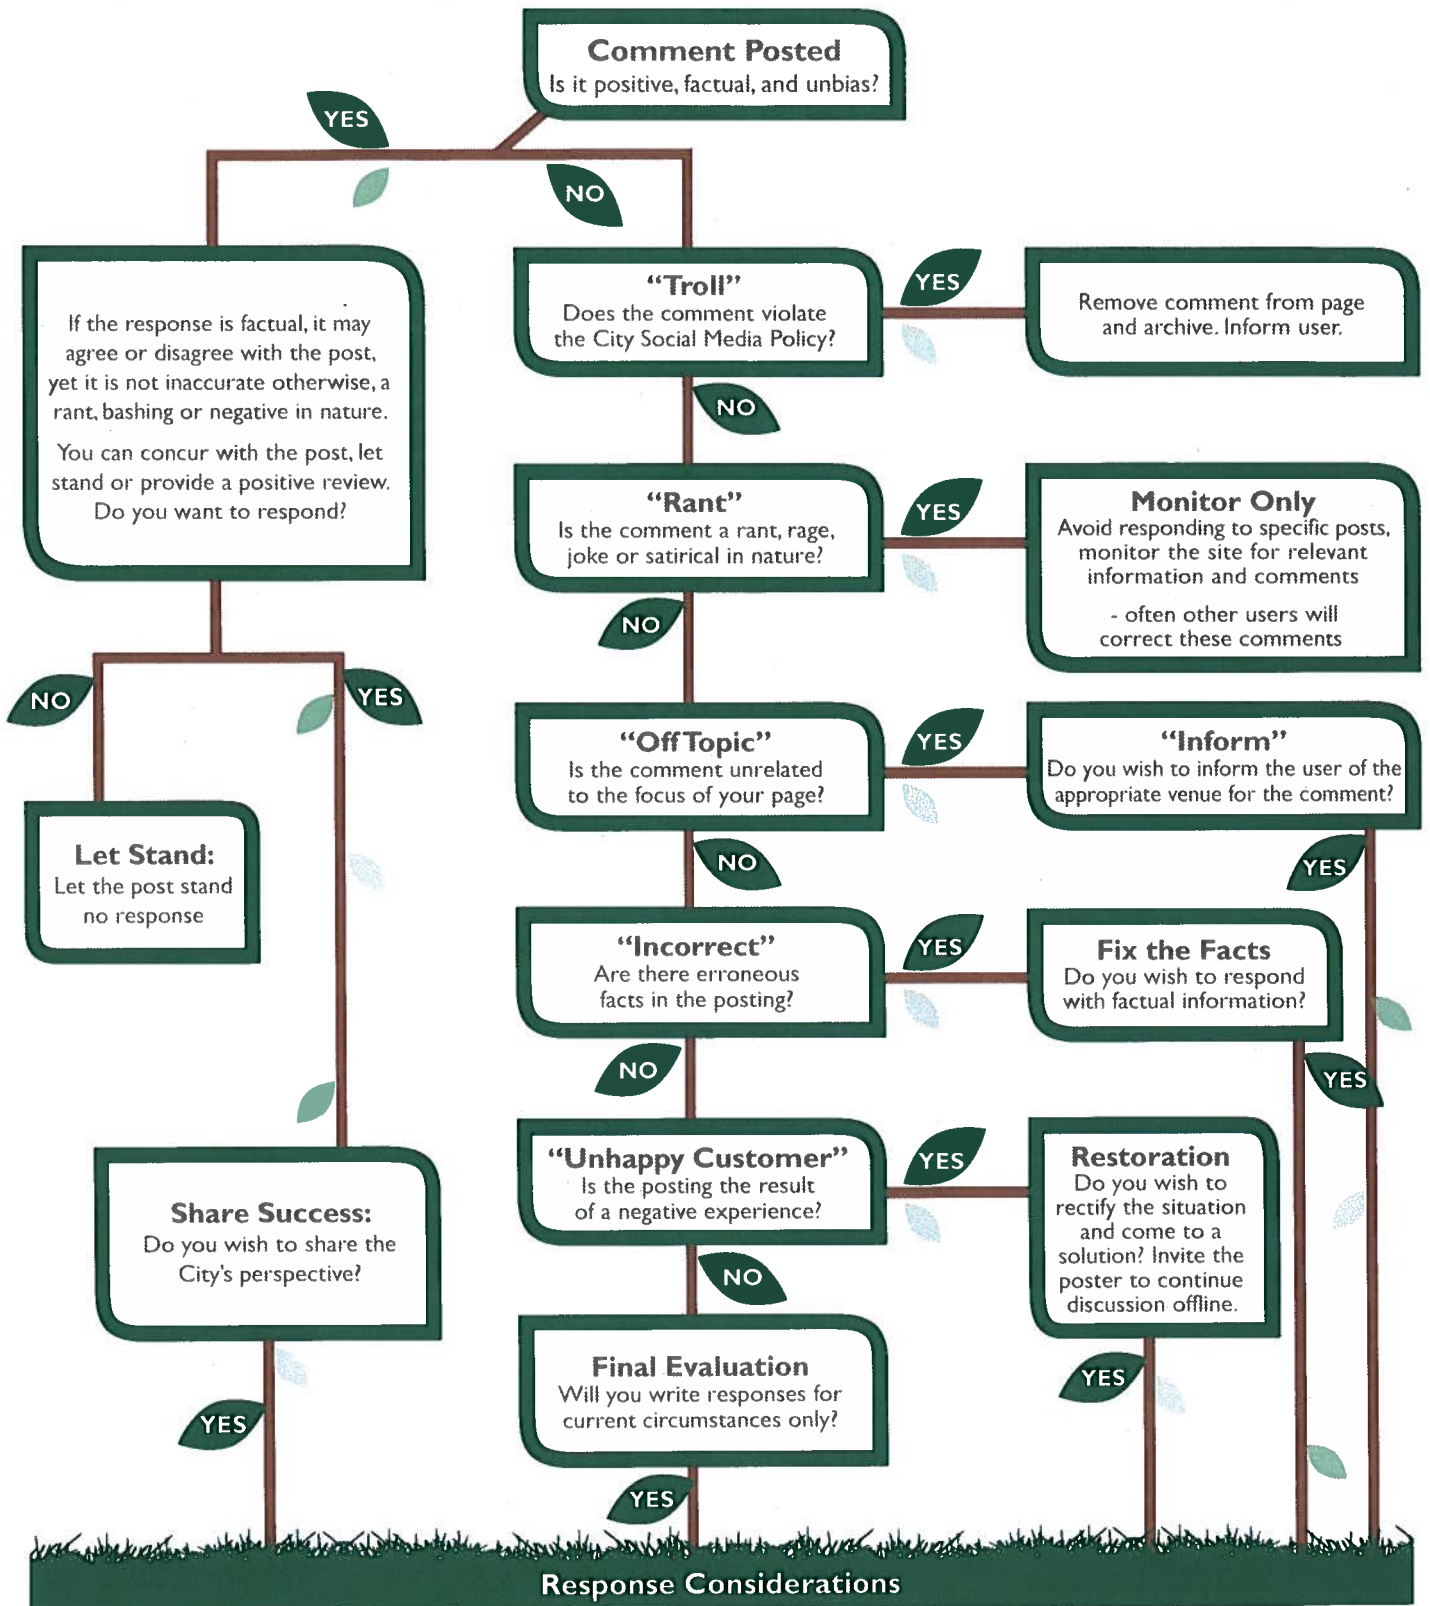 Comment Posted
Is it positive, factual, and unbias?
YES
NO
If the response is factual, it may
agree or disagree with the post,
yet it is not inaccurate otherwise, a
rant, bashing or negative in nature.
You can concur with the post, let
stand or provide a positive review.
Do you want to respond?
NO
YES
Let Stand:
Let the post stand
no response
Share Success:
Do you wish to share the
City's perspective?
YES
“Troll”
Does the comment violate
the City Social Media Policy?
YES
Remove comment from page
and archive. Inform user.
NO
“Rant”
Is the comment a rant, rage,
joke or satirical in nature?
YES
Monitor Only
Avoid responding to specific posts,
monitor the site for relevant
information and comments
- often other users will
correct these comments
NO
“Off Topic”
Is the comment unrelated
to the focus of your page?
YES
“Inform”
Do you wish to inform the user of the
appropriate venue for the comment?
YES
NO
“Incorrect”
Are there erroneous
facts in the posting?
YES
Fix the Facts
Do you wish to respond
with factual information?
YES
NO
“Unhappy Customer”
Is the posting the result
of a negative experience?
YES
Restoration
Do you wish to
rectify the situation
and come to a
solution? Invite the
poster to continue
discussion offline.
YES
NO
Final Evaluation
Will you write responses for
current circumstances only?
YES
Response Considerations